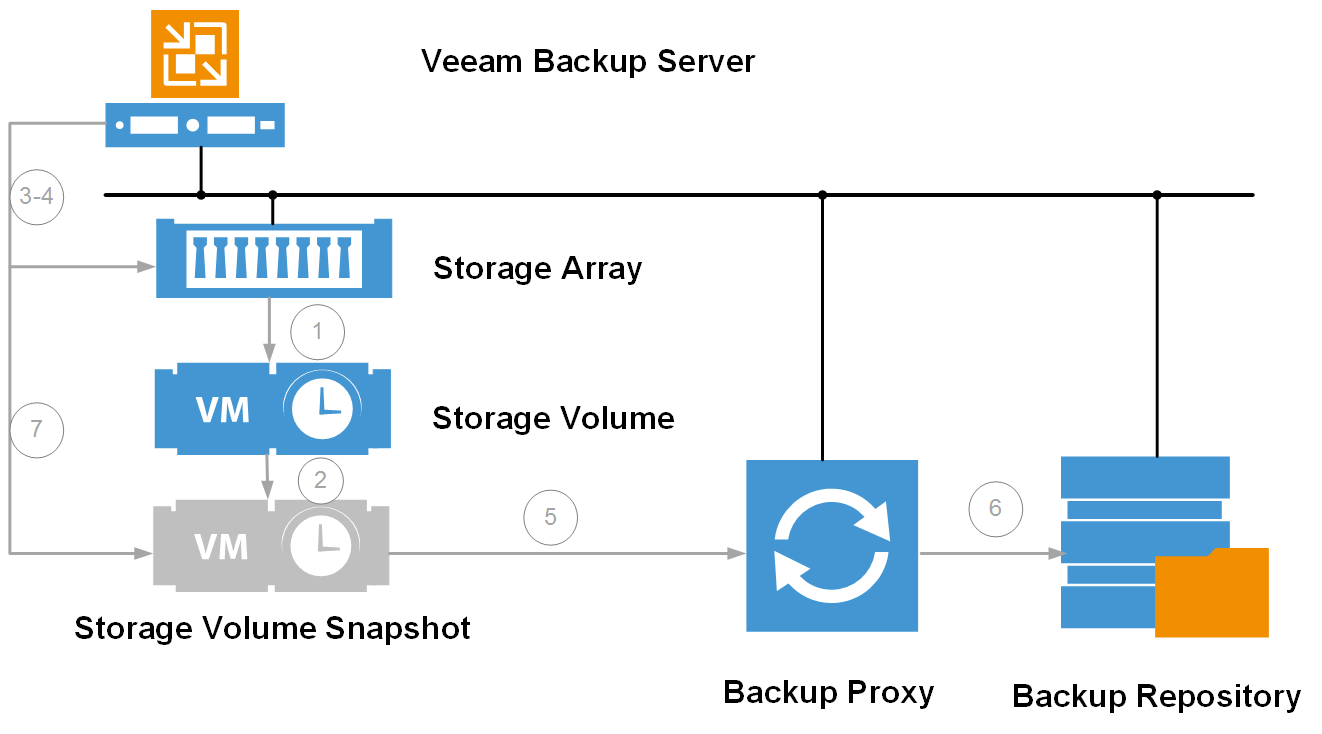 Veeam Backup Server
3-4
Storage Array
1
VM
Storage Volume
7
2
VM
5
6
Storage Volume Snapshot
Backup Proxy
Backup Repository